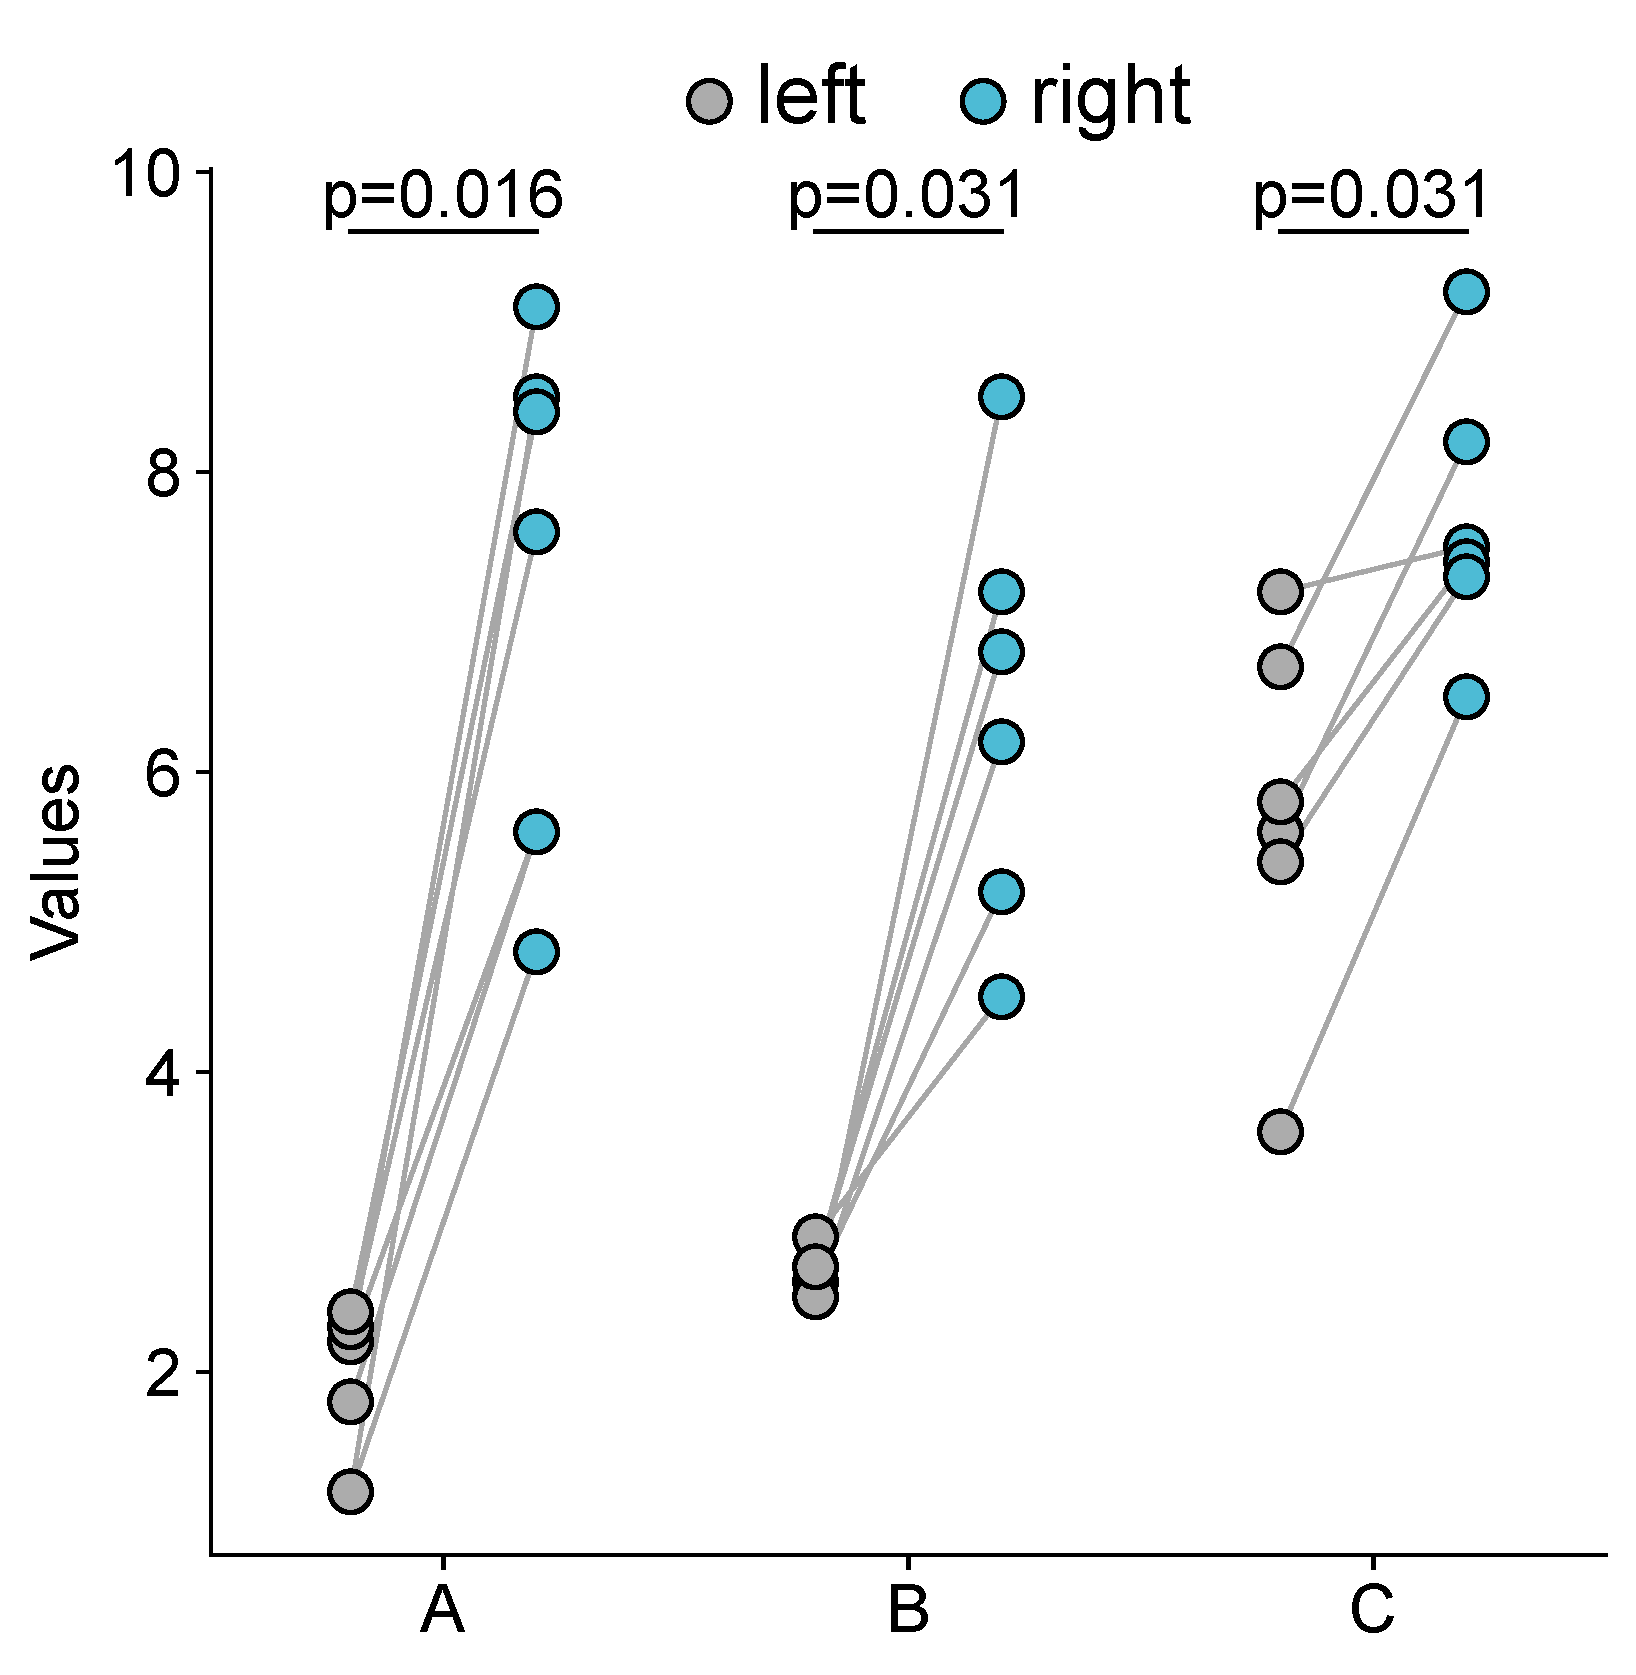 left right
10
p=0.016 p=0.031 p=0.031
8
6
Values
4
2
A B C